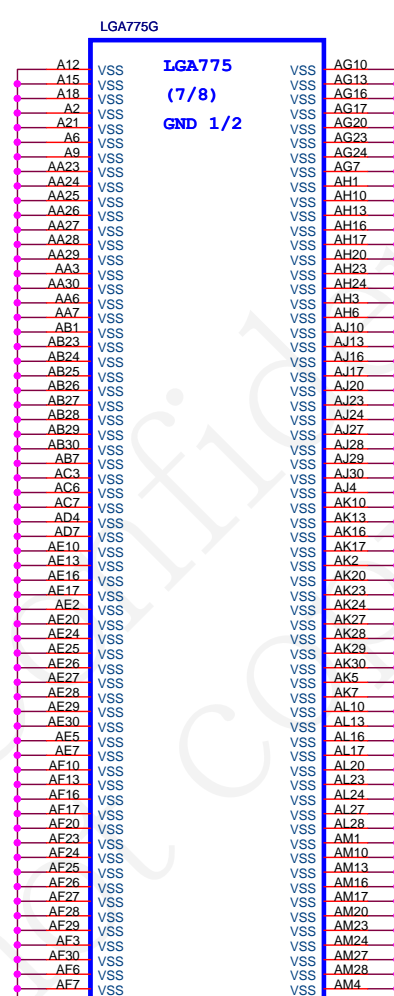 LGA775G
LGA775
(7/8)
GND 1/2
A12 VSS VSS AG10
A15 VSS VSS AG13
A18 VSS VSS AG16
A2 VSS VSS AG17
A21 VSS VSS AG20
A6 VSS VSS AG23
A9 VSS VSS AG24
AA23 VSS VSS AG7
AA24 VSS VSS AH1
AA25 VSS VSS AH10
AA26 VSS VSS AH13
AA27 VSS VSS AH16
AA28 VSS VSS AH17
AA29 VSS VSS AH20
AA3 VSS VSS AH23
AA30 VSS VSS AH24
AA6 VSS VSS AH3
AA7 VSS VSS AH6
AB1 VSS VSS AJ10
AB23 VSS VSS AJ13
AB24 VSS VSS AJ16
AB25 VSS VSS AJ17
AB26 VSS VSS AJ20
AB27 VSS VSS AJ23
AB28 VSS VSS AJ24
AB29 VSS VSS AJ27
AB30 VSS VSS AJ28
AB7 VSS VSS AJ29
AC3 VSS VSS AJ30
AC6 VSS VSS AJ4
AC7 VSS VSS AK10
AD4 VSS VSS AK13
AD7 VSS VSS AK16
AE10 VSS VSS AK17
AE13 VSS VSS AK2
AE16 VSS VSS AK20
AE17 VSS VSS AK23
AE2 VSS VSS AK24
AE20 VSS VSS AK27
AE24 VSS VSS AK28
AE25 VSS VSS AK29
AE26 VSS VSS AK30
AE27 VSS VSS AK5
AE28 VSS VSS AK7
AE29 VSS VSS AL10
AE30 VSS VSS AL13
AE5 VSS VSS AL16
AE7 VSS VSS AL17
AF10 VSS VSS AL20
AF13 VSS VSS AL23
AF16 VSS VSS AL24
AF17 VSS VSS AL27
AF20 VSS VSS AL28
AF23 VSS VSS AM1
AF24 VSS VSS AM10
AF25 VSS VSS AM13
AF26 VSS VSS AM16
AF27 VSS VSS AM17
AF28 VSS VSS AM20
AF29 VSS VSS AM23
AF3 VSS VSS AM24
AF30 VSS VSS AM27
AF6 VSS VSS AM28
AF7 VSS VSS AM4